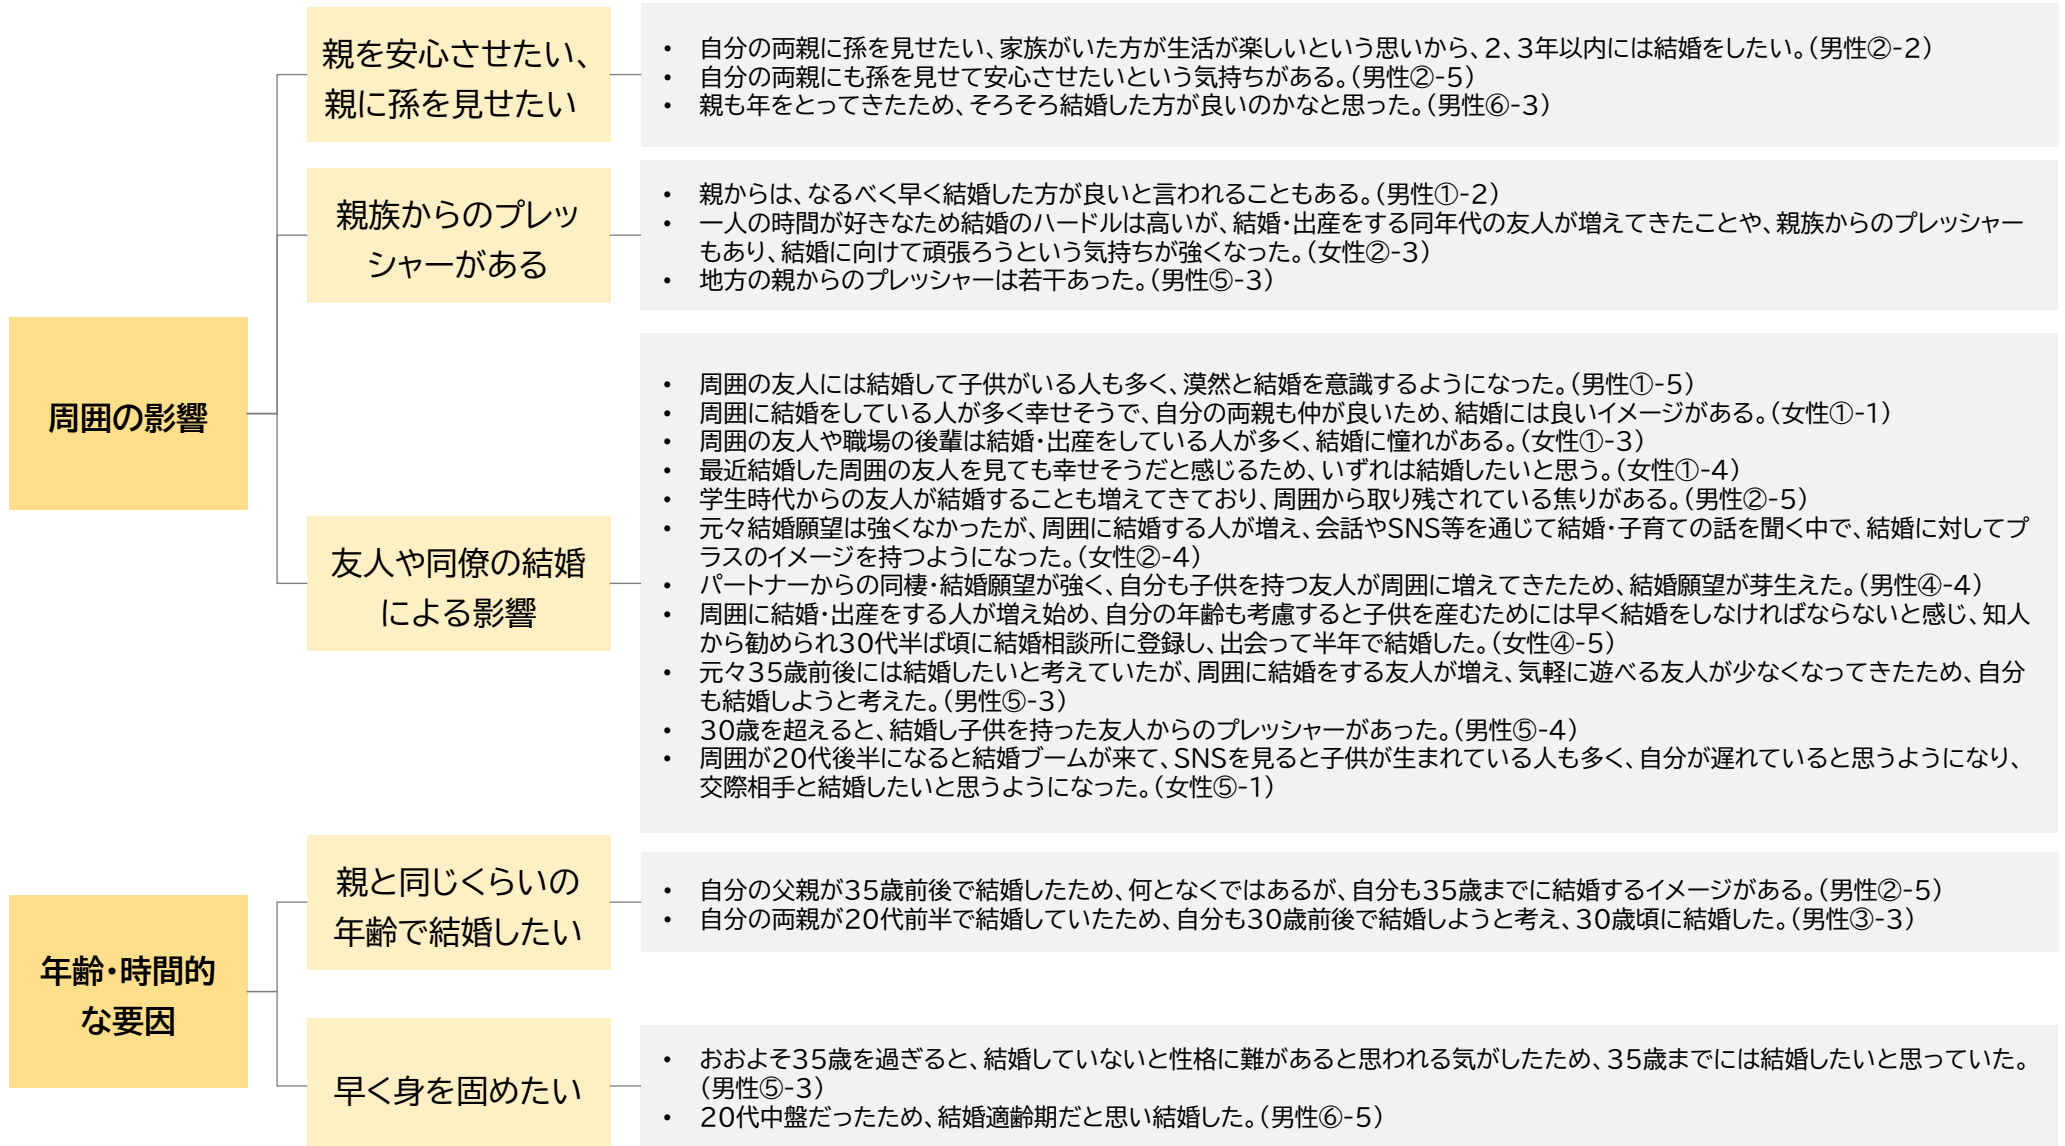 周囲の影響
親を安心させたい、
親に孫を見せたい
• 自分の両親に孫を見せたい、家族がいた方が生活が楽しいという思いから、2、3年以内には結婚をしたい。(男性②-2)
• 自分の両親にも孫を見せて安心させたいという気持ちがある。(男性②-5)
• 親も年をとってきたため、そろそろ結婚した方が良いのかなと思った。(男性⑥-3)
親族からのプレッ
シャーがある
• 親からは、なるべく早く結婚した方が良いと言われることもある。(男性①-2)
• 一人の時間が好きなため結婚のハードルは高いが、結婚・出産をする同年代の友人が増えてきたことや、親族からのプレッシャー
もあり、結婚に向けて頑張ろうという気持ちが強くなった。(女性②-3)
• 地方の親からのプレッシャーは若干あった。(男性⑤-3)
友人や同僚の結婚
による影響
• 周囲の友人には結婚して子供がいる人も多く、漠然と結婚を意識するようになった。(男性①-5)
• 周囲に結婚をしている人が多く幸せそうで、自分の両親も仲が良いため、結婚には良いイメージがある。(女性①-1)
• 周囲の友人や職場の後輩は結婚・出産をしている人が多く、結婚に憧れがある。(女性①-3)
• 最近結婚した周囲の友人を見ても幸せそうだと感じるため、いずれは結婚したいと思う。(女性①-4)
• 学生時代からの友人が結婚することも増えてきており、周囲から取り残されている焦りがある。(男性②-5)
• 元々結婚願望は強くなかったが、周囲に結婚する人が増え、会話やSNS等を通じて結婚・子育ての話を聞く中で、結婚に対してプ
ラスのイメージを持つようになった。(女性②-4)
• パートナーからの同棲・結婚願望が強く、自分も子供を持つ友人が周囲に増えてきたため、結婚願望が芽生えた。(男性④-4)
• 周囲に結婚・出産をする人が増え始め、自分の年齢も考慮すると子供を産むためには早く結婚をしなければならないと感じ、知人
から勧められ30代半ば頃に結婚相談所に登録し、出会って半年で結婚した。(女性④-5)
• 元々35歳前後には結婚したいと考えていたが、周囲に結婚をする友人が増え、気軽に遊べる友人が少なくなってきたため、自分
も結婚しようと考えた。(男性⑤-3)
• 30歳を超えると、結婚し子供を持った友人からのプレッシャーがあった。(男性⑤-4)
• 周囲が20代後半になると結婚ブームが来て、SNSを見ると子供が生まれている人も多く、自分が遅れていると思うようになり、
交際相手と結婚したいと思うようになった。(女性⑤-1)
年齢・時間的
な要因
親と同じくらいの
年齢で結婚したい
• 自分の父親が35歳前後で結婚したため、何となくではあるが、自分も35歳までに結婚するイメージがある。(男性②-5)
• 自分の両親が20代前半で結婚していたため、自分も30歳前後で結婚しようと考え、30歳頃に結婚した。(男性③-3)
早く身を固めたい
• おおよそ35歳を過ぎると、結婚していないと性格に難があると思われる気がしたため、35歳までには結婚したいと思っていた。
(男性⑤-3)
• 20代中盤だったため、結婚適齢期だと思い結婚した。(男性⑥-5)